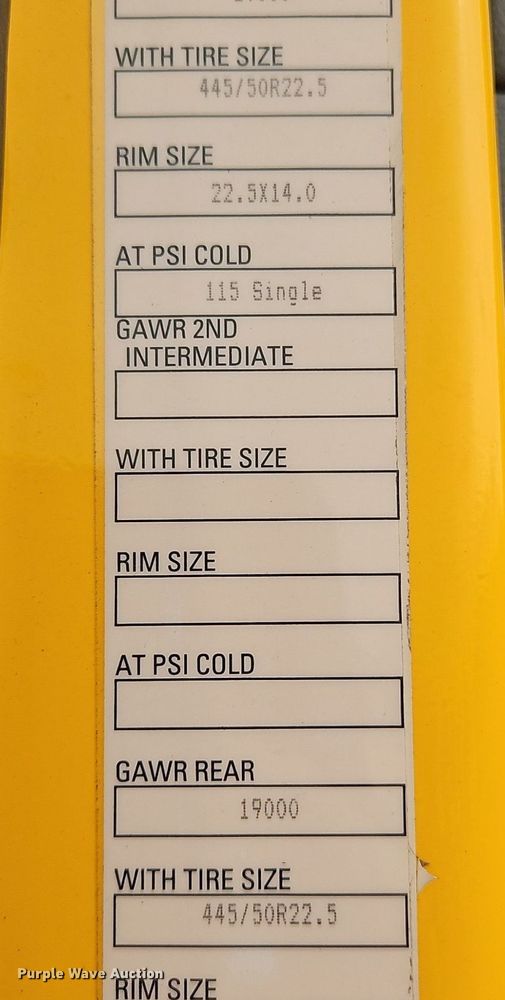 WITH TIRE SIZE
445/50R22.5
RIM SIZE
22.5X14.0
AT PSI COLD
115 Single
GAWR 2ND
INTERMEDIATE
WITH TIRE SIZE
RIM SIZE
AT PSI COLD
GAWR REAR
19000
WITH TIRE SIZE
445/50R22.5
Purple Wave Auction
RIM SIZE